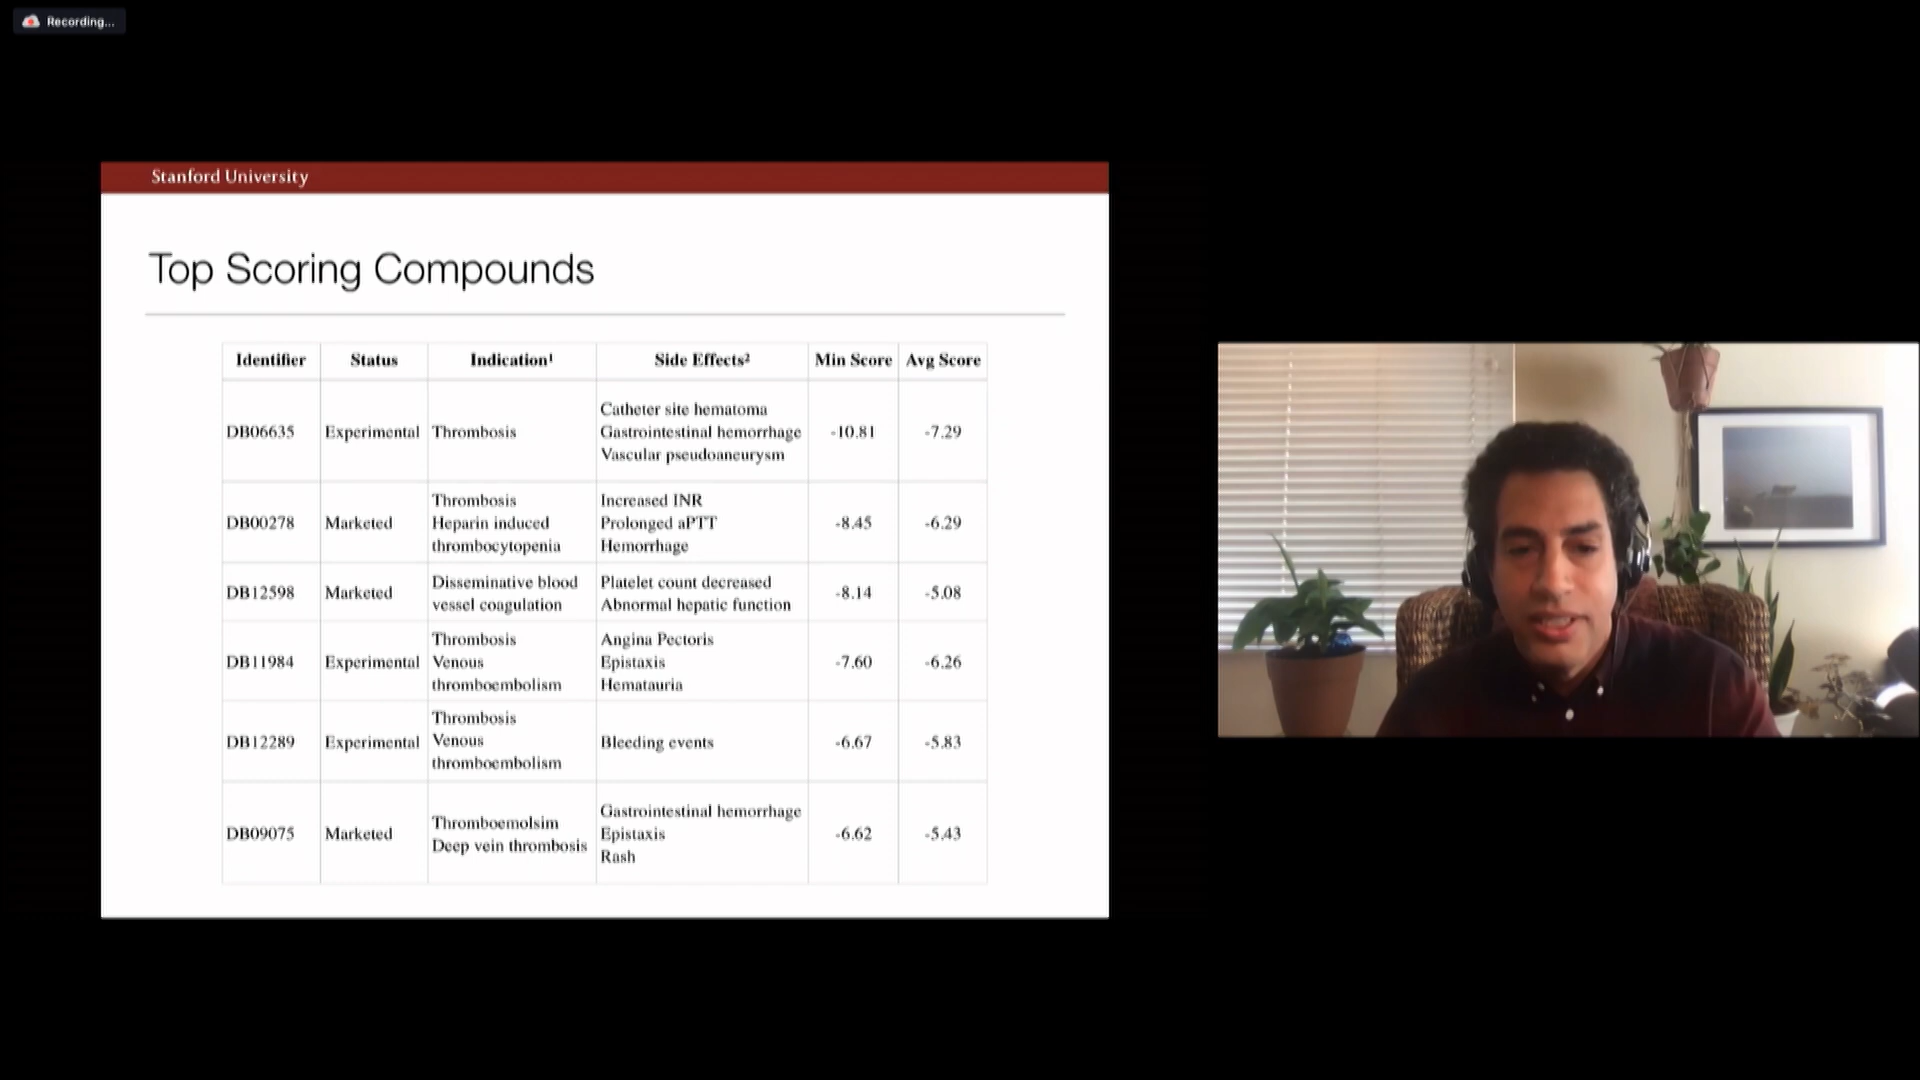 Recording...
Stanford University
Top Scoring Compounds
Identifier Status Indication¹ Side Effects² Min Score Avg Score
DB06635 Experimental Thrombosis Catheter site hematoma
Gastrointestinal hemorrhage
Vascular pseudoaneurysm -10.81 -7.29
DB00278 Marketed Thrombosis
Heparin induced
thrombocytopenia Increased INR
Prolonged aPTT
Hemorrhage -8.45 -6.29
DB12598 Marketed Disseminative blood
vessel coagulation Platelet count decreased
Abnormal hepatic function -8.14 -5.08
DB11984 Experimental Thrombosis
Venous
thromboembolism Angina Pectoris
Epistaxis
Hematauria -7.60 -6.26
DB12289 Experimental Thrombosis
Venous
thromboembolism Bleeding events -6.67 -5.83
DB09075 Marketed Thromboemolsim
Deep vein thrombosis Gastrointestinal hemorrhage
Epistaxis
Rash -6.62 -5.43